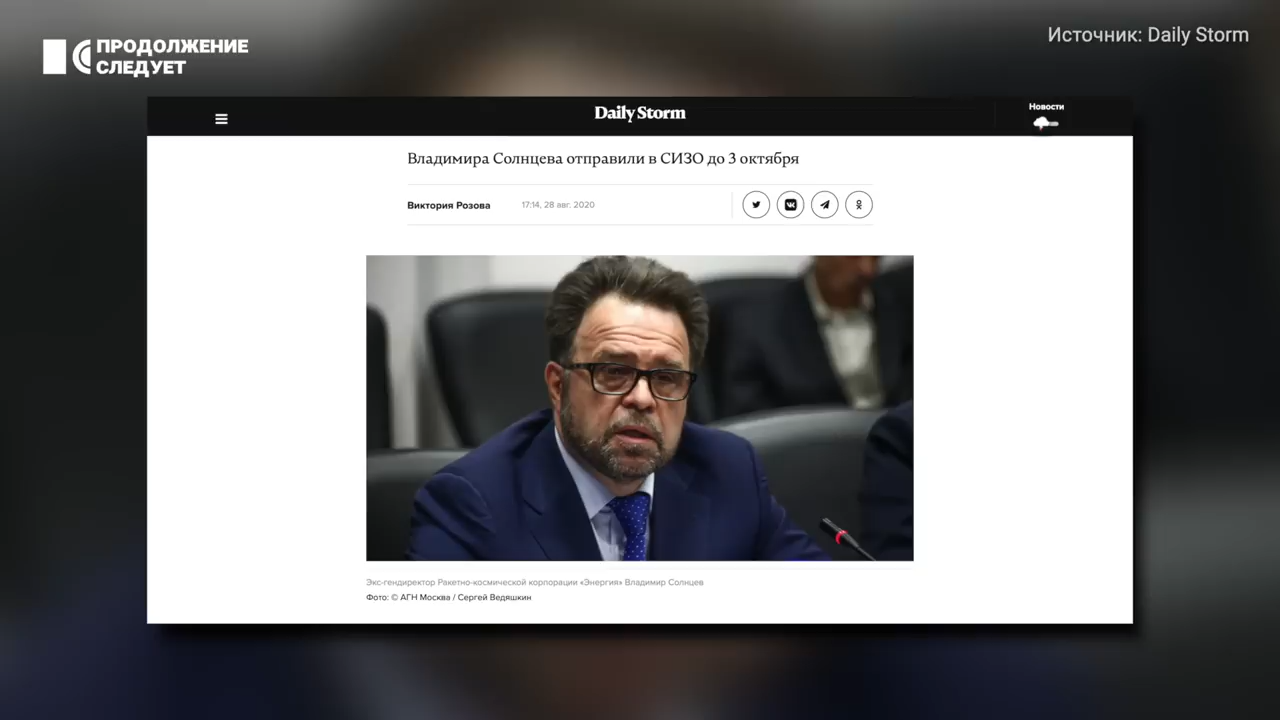 ПРОДОЛЖЕНИЕ
СЛЕДУЕТ
Источник: Daily Storm
Daily Storm
Новости
Владимира Солнцева отправили в СИЗО до 3 октября
Виктория Розова
17:14, 28 авг. 2020
Экс-гендиректор Ракетно-космической корпорации «Энергия» Владимир Солнцев
Фото: © АГН Москва / Сергей Ведяшкин